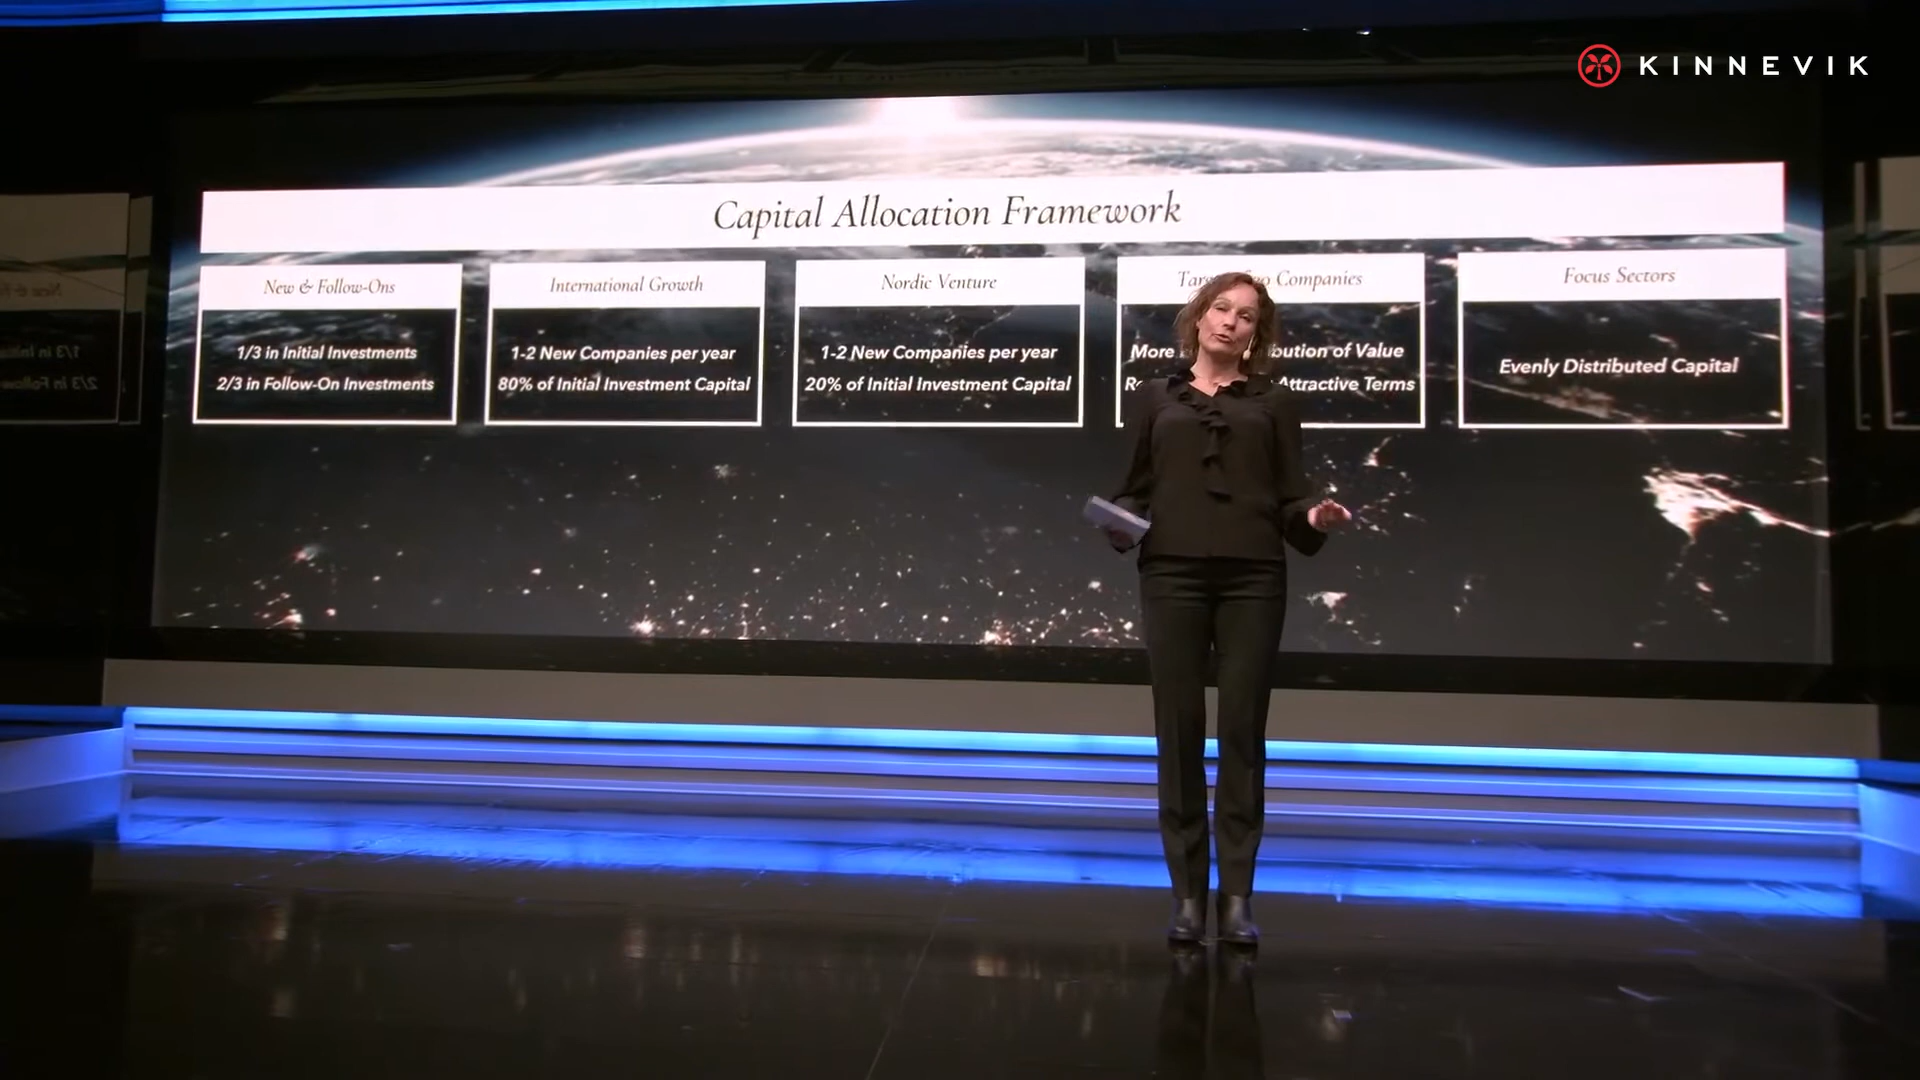 KINNEVIK
Capital Allocation Framework
New & Follow-Ons
1/3 in Initial Investments
2/3 in Follow-On Investments
International Growth
1-2 New Companies per year
80% of Initial Investment Capital
Nordic Venture
1-2 New Companies per year
20% of Initial Investment Capital
Companies
More of Value
Attractive Terms
Focus Sectors
Evenly Distributed Capital